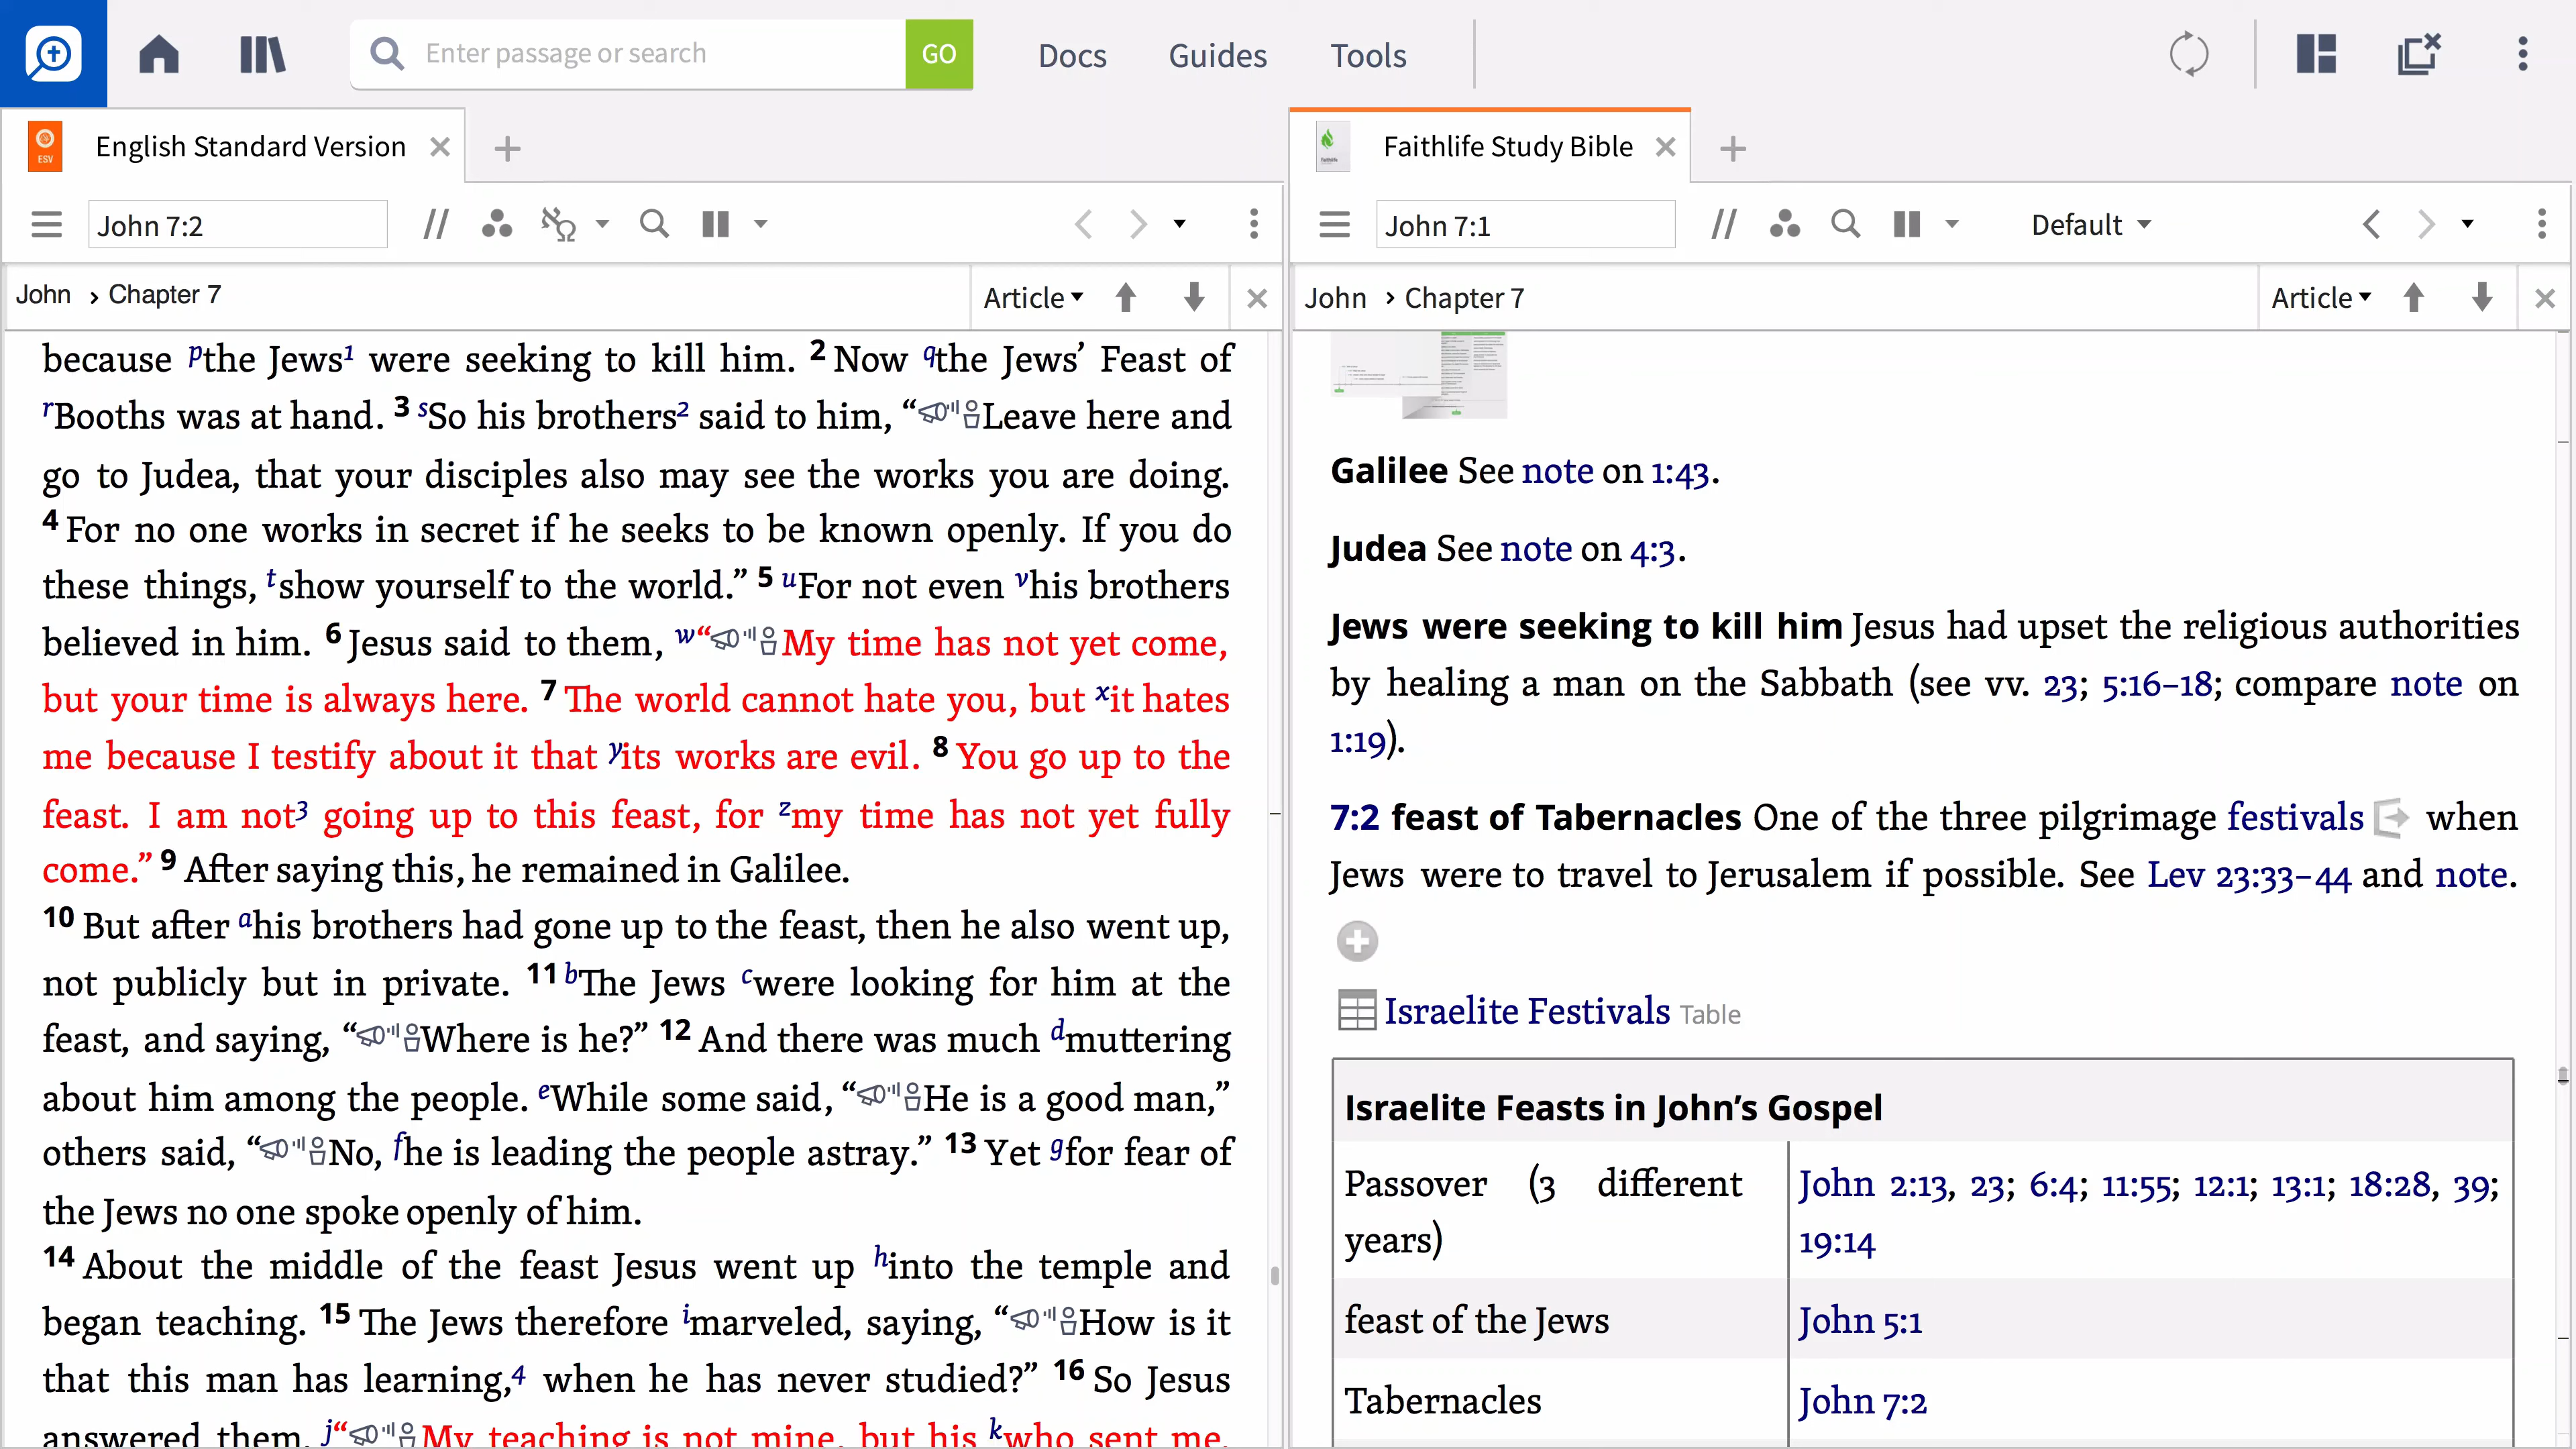 Enter passage or search
GO
Docs
Guides
Tools
ESV
English Standard Version
John 7:2
John › Chapter 7
Article
because pthe Jews1 were seeking to kill him. 2 Now qthe Jews’ Feast of
rBooths was at hand. 3 sSo his brothers2 said to him, “Leave here and
go to Judea, that your disciples also may see the works you are doing.
4 For no one works in secret if he seeks to be known openly. If you do
these things, tshow yourself to the world.” 5 uFor not even vhis brothers
believed in him. 6 Jesus said to them, w“My time has not yet come,
but your time is always here. 7 The world cannot hate you, but xit hates
me because I testify about it that yits works are evil. 8 You go up to the
feast. I am not3 going up to this feast, for zmy time has not yet fully
come.” 9 After saying this, he remained in Galilee.
10 But after ahis brothers had gone up to the feast, then he also went up,
not publicly but in private. 11 bThe Jews cwere looking for him at the
feast, and saying, “Where is he?” 12 And there was much dmuttering
about him among the people. eWhile some said, “He is a good man,”
others said, “No, fhe is leading the people astray.” 13 Yet gfor fear of
the Jews no one spoke openly of him.
14 About the middle of the feast Jesus went up hinto the temple and
began teaching. 15 The Jews therefore imarveled, saying, “How is it
that this man has learning,4 when he has never studied?” 16 So Jesus
answered them, j“My teaching is not mine, but his kwho sent me.
Faithlife Study Bible
John 7:1
Default
John › Chapter 7
Article
Galilee See note on 1:43.
Judea See note on 4:3.
Jews were seeking to kill him Jesus had upset the religious authorities
by healing a man on the Sabbath (see vv. 23; 5:16–18; compare note on
1:19).
7:2 feast of Tabernacles One of the three pilgrimage festivals when
Jews were to travel to Jerusalem if possible. See Lev 23:33–44 and note.
Israelite Festivals Table
Israelite Feasts in John’s Gospel
Passover (3 different
years)
John 2:13, 23; 6:4; 11:55; 12:1; 13:1; 18:28, 39;
19:14
feast of the Jews
John 5:1
Tabernacles
John 7:2